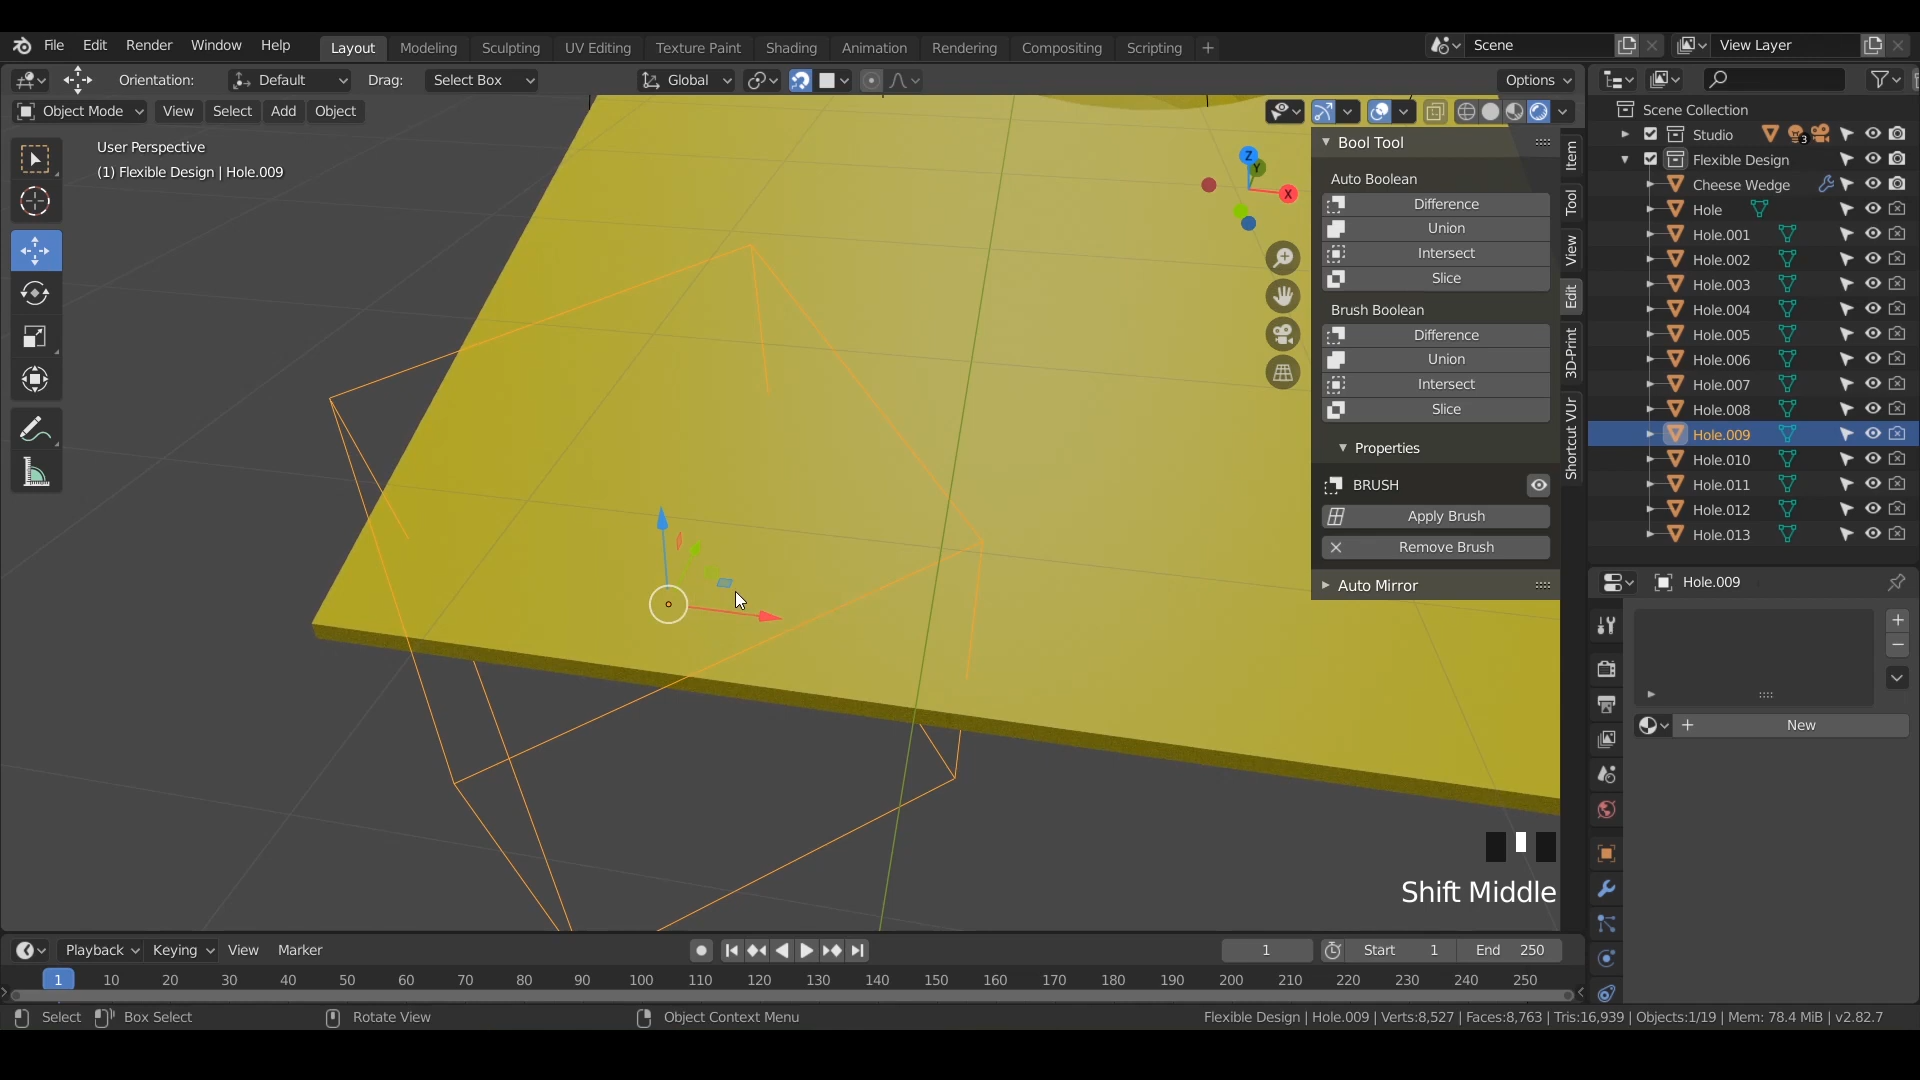 File Edit Render Window Help Layout Modeling Sculpting UV Editing Texture Paint Shading Animation Rendering Compositing Scripting + Scene View Layer
Orientation: Default Drag: Select Box Global Options
Object Mode View Select Add Object
User Perspective
(1) Flexible Design | Hole.009
Z
Y
X
Bool Tool
Auto Boolean
Difference
Union
Intersect
Slice
Brush Boolean
Difference
Union
Intersect
Slice
Properties
BRUSH
Apply Brush
Remove Brush
Auto Mirror
Item
Tool
View
Edit
3D-Print
Shortcut VUr
Scene Collection
Studio 3
Flexible Design
Cheese Wedge
Hole
Hole.001
Hole.002
Hole.003
Hole.004
Hole.005
Hole.006
Hole.007
Hole.008
Hole.009
Hole.010
Hole.011
Hole.012
Hole.013
Hole.009
New
Shift Middle
Playback Keying View Marker 1 Start 1 End 250
1 10 20 30 40 50 60 70 80 90 100 110 120 130 140 150 160 170 180 190 200 210 220 230 240 250
Select Box Select Rotate View Object Context Menu Flexible Design | Hole.009 | Verts:8,527 | Faces:8,763 | Tris:16,939 | Objects:1/19 | Mem: 78.4 MiB | v2.82.7